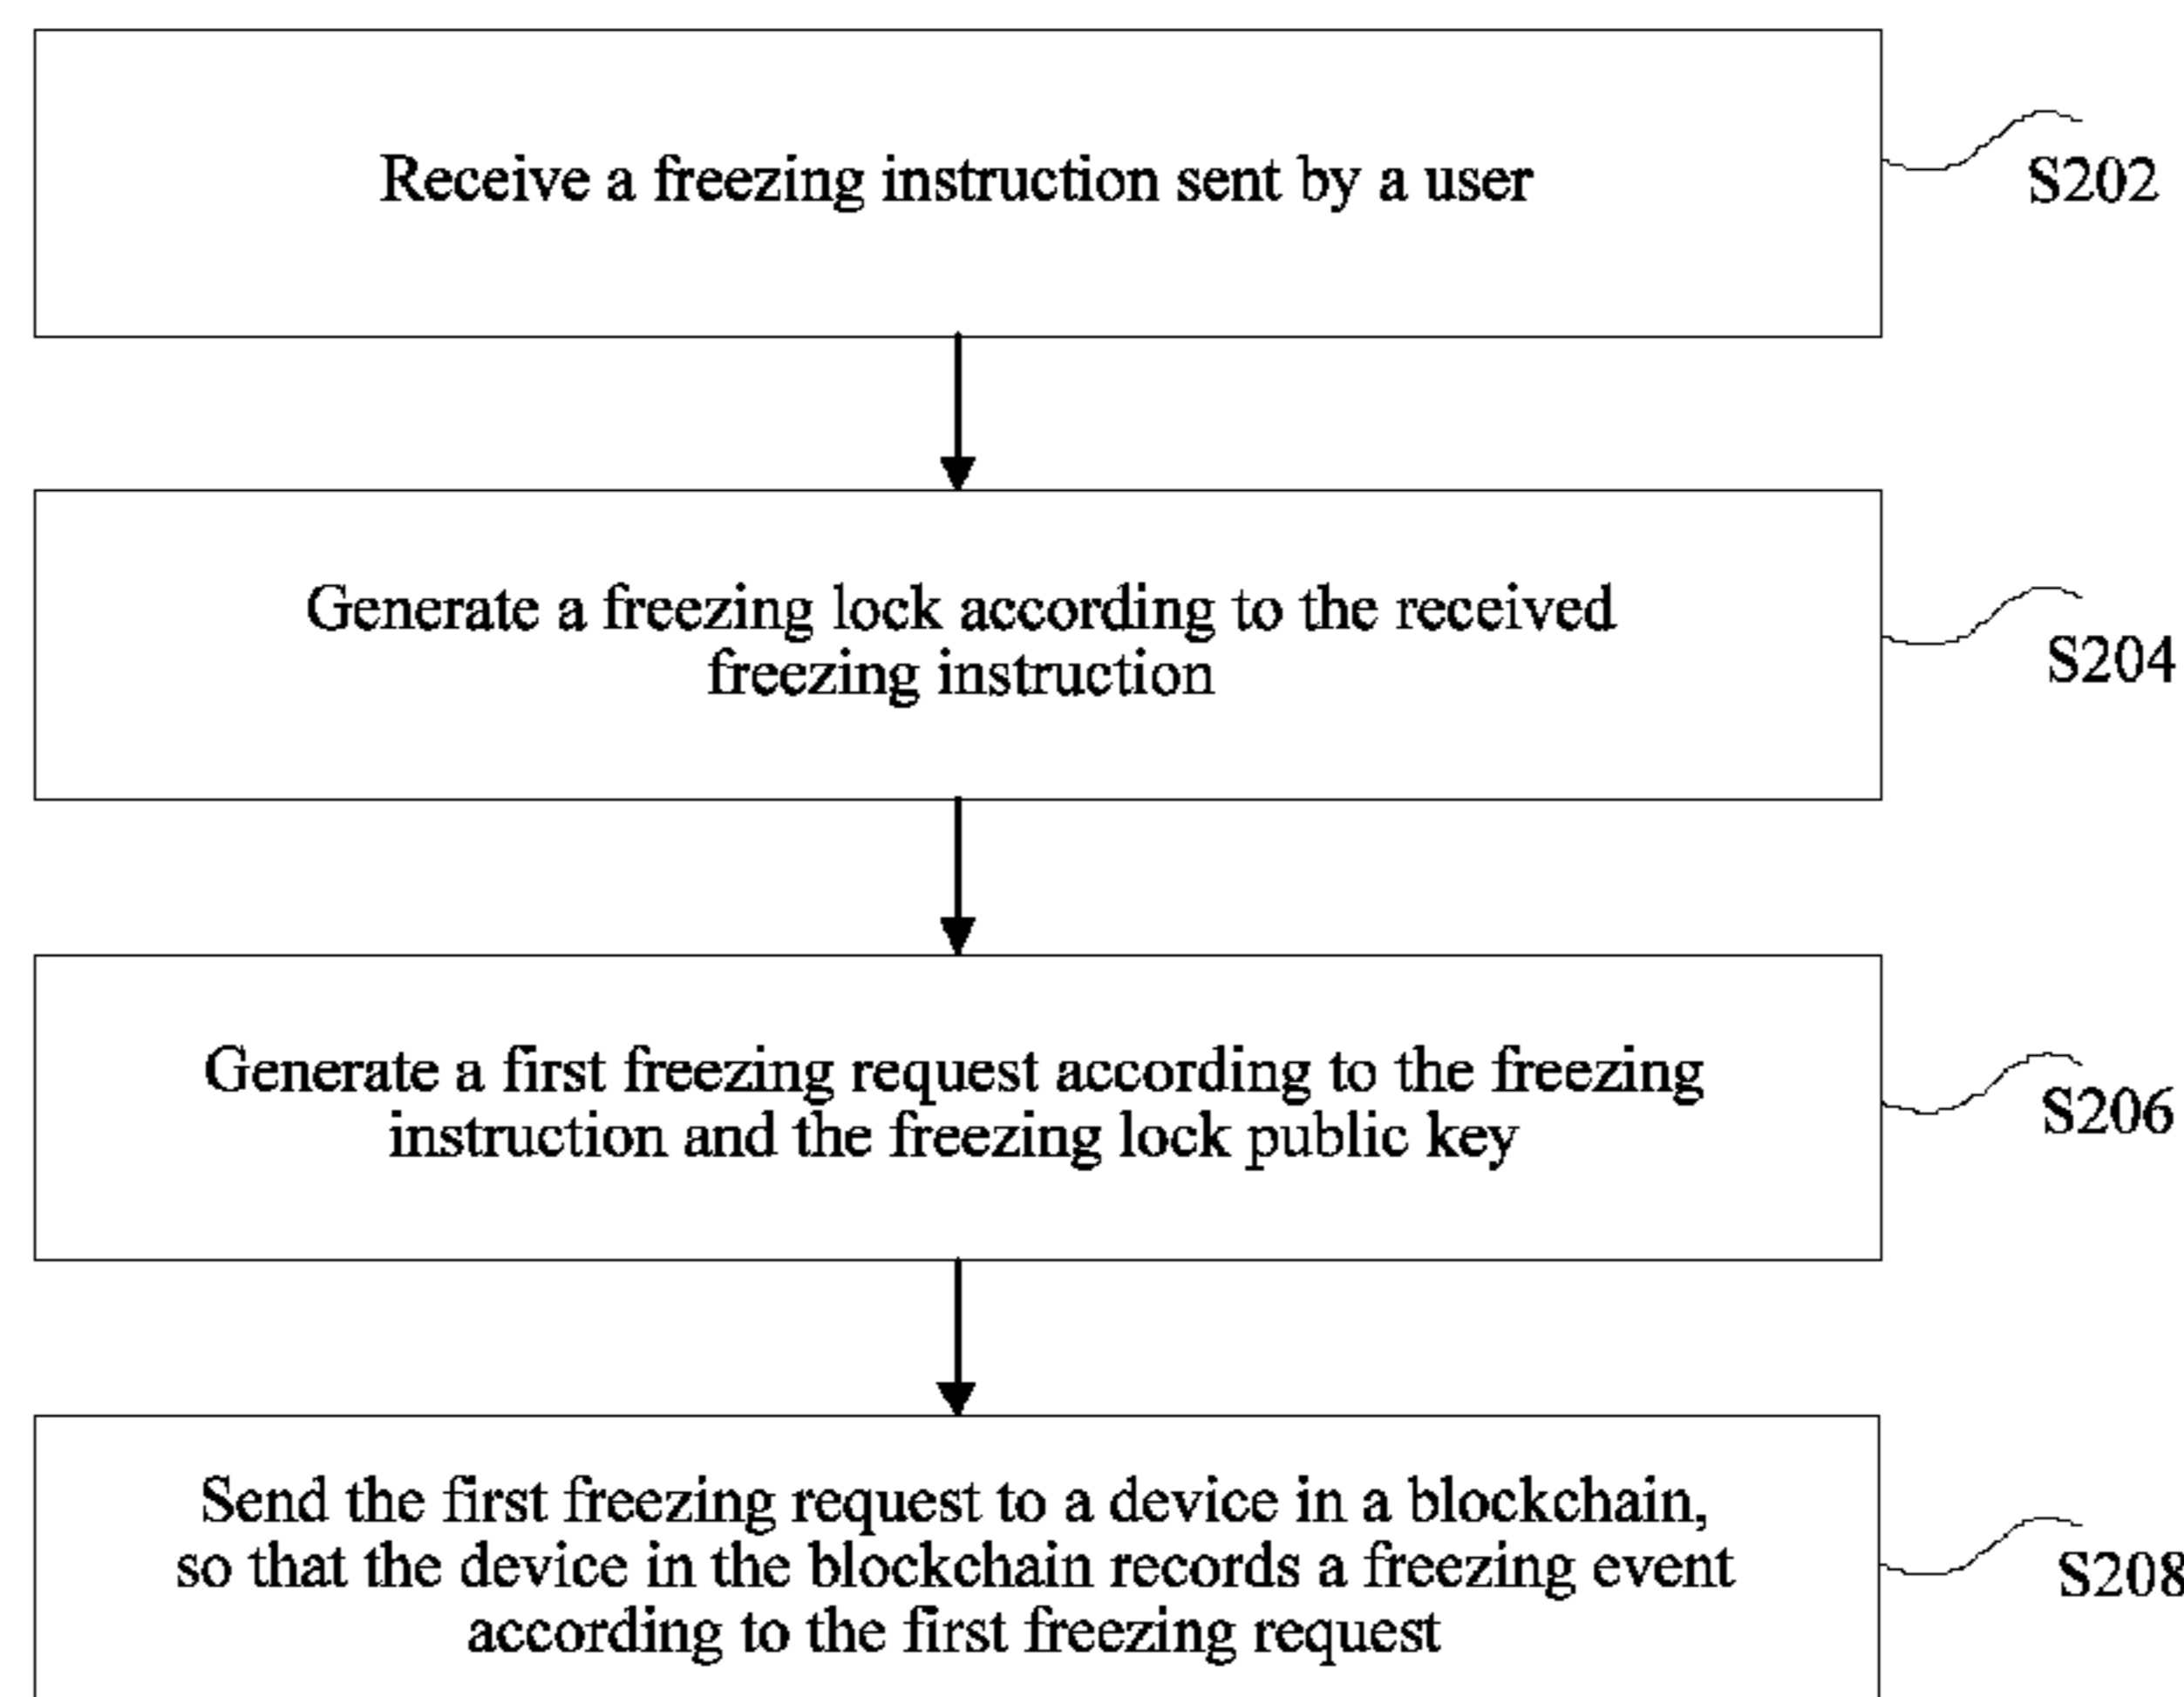 Receive a freezing instruction sent by a user
S202
Generate a freezing lock according to the received
freezing instruction
S204
Generate a first freezing request according to the freezing
instruction and the freezing lock public key
S206
Send the first freezing request to a device in a blockchain,
so that the device in the blockchain records a freezing event
according to the first freezing request
S208